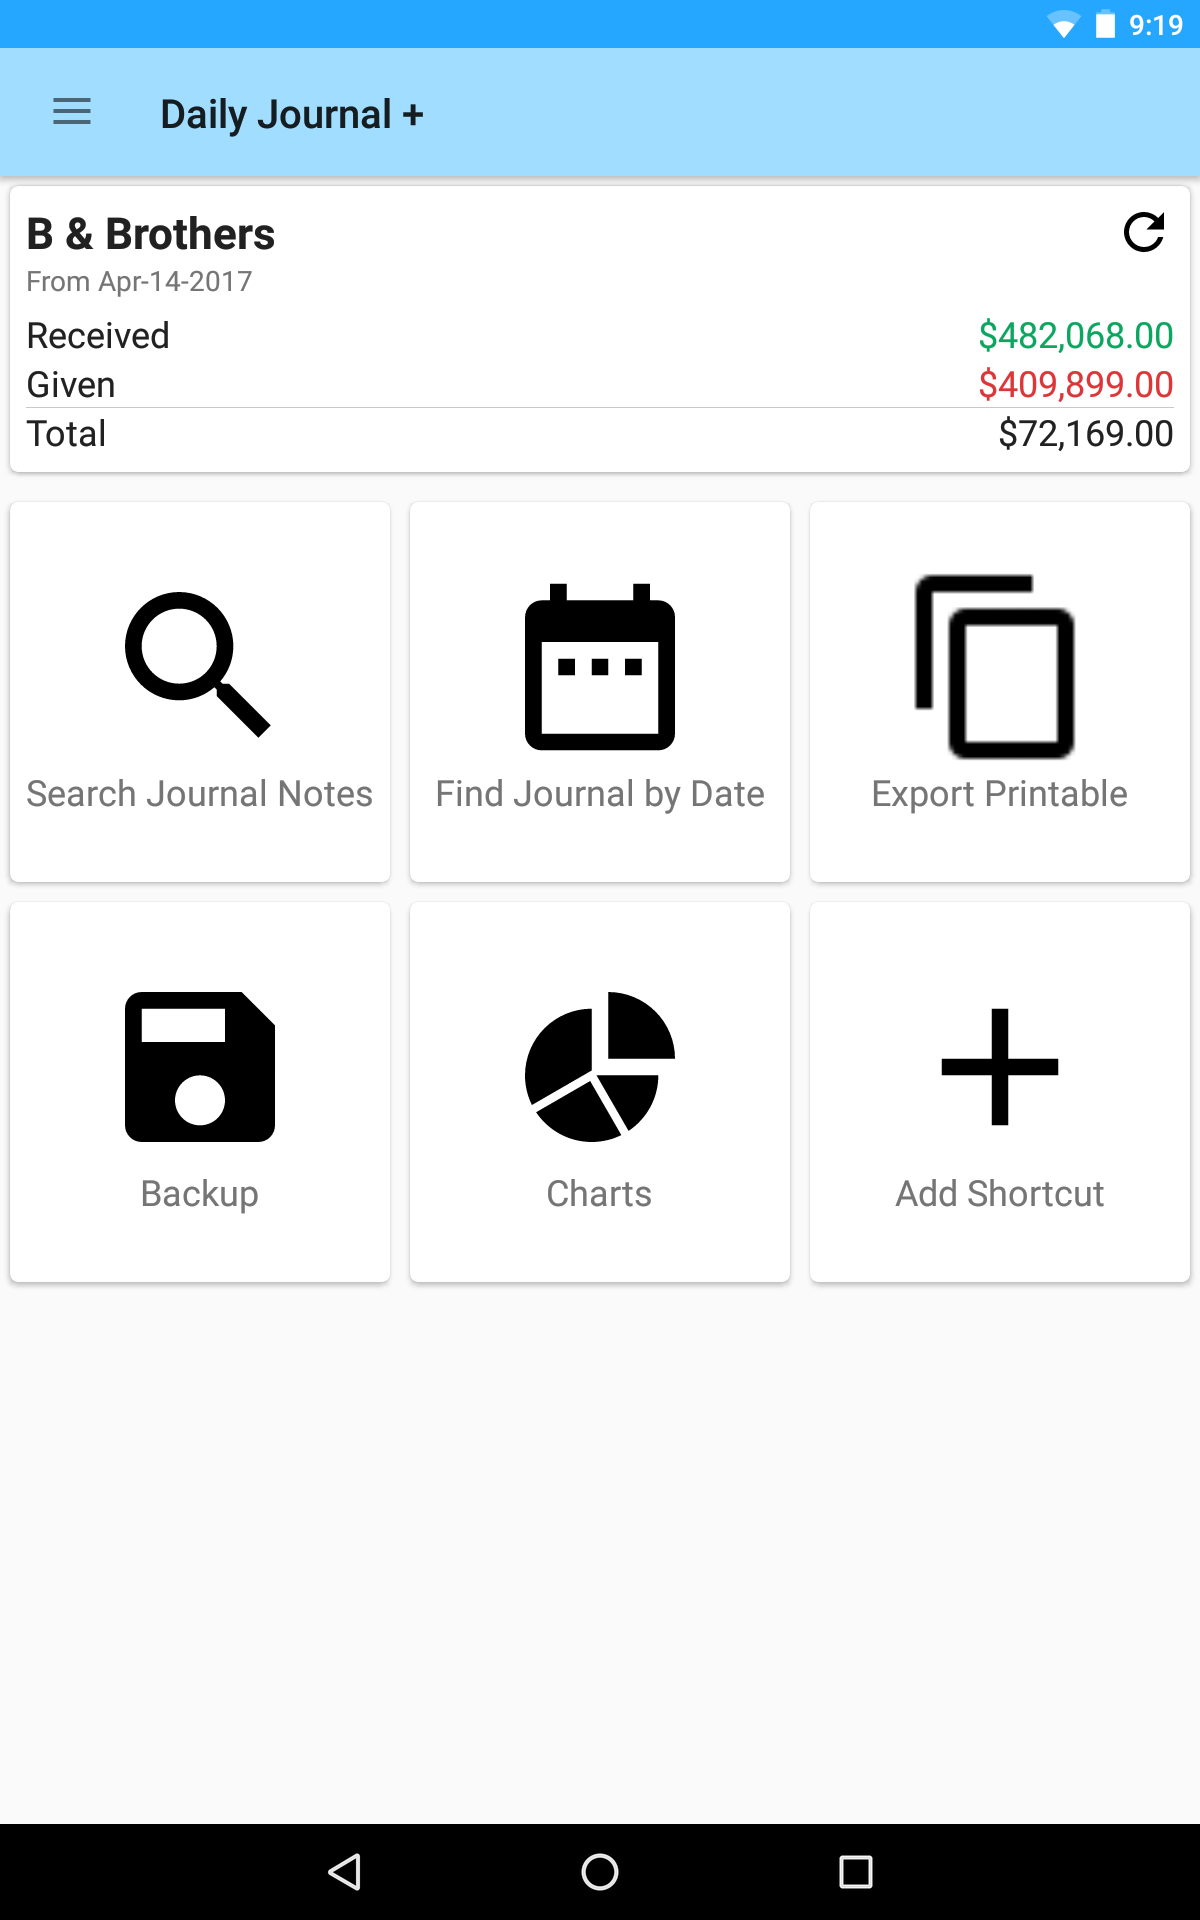 9:19
Daily Journal +
B & Brothers
From Apr-14-2017
Received $482,068.00
Given $409,899.00
Total $72,169.00
Search Journal Notes
Find Journal by Date
Export Printable
Backup
Charts
Add Shortcut